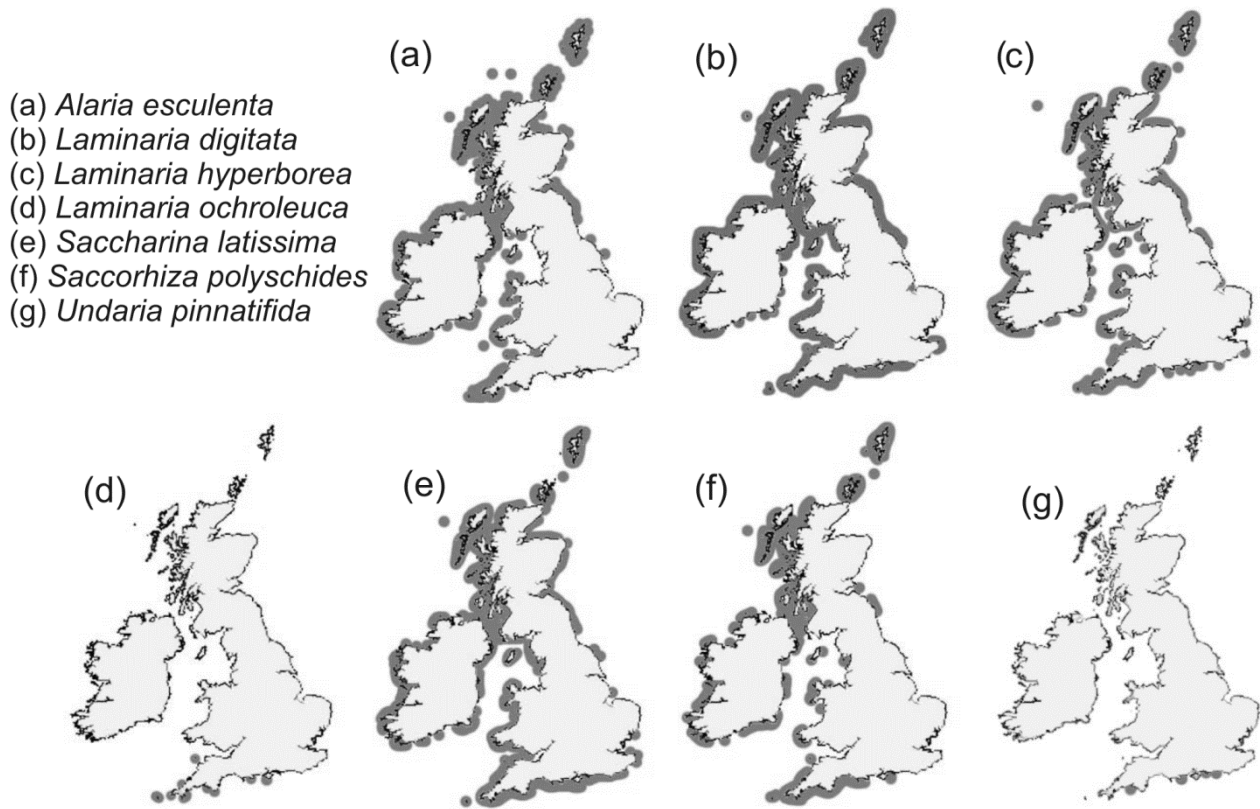 (a) Alaria esculenta
(b) Laminaria digitata
(c) Laminaria hyperborea
(d) Laminaria ochroleuca
(e) Saccharina latissima
(f) Saccorhiza polyschides
(g) Undaria pinnatifida
(a)
(b)
(c)
(d)
(e)
(f)
(g)